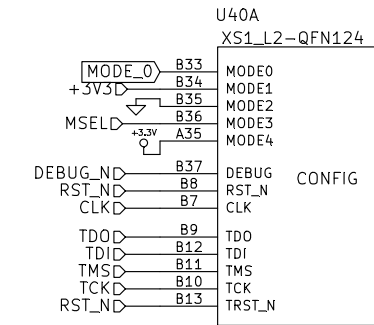 U40A
XS1_L2-QFN124
MODE_0 B33 MODE0
+3V3 B34 MODE1
B35 MODE2
MSEL B36 MODE3
+3.3V A35 MODE4
DEBUG_N B37 DEBUG
CONFIG
RST_N B8 RST_N
CLK B7 CLK
TDO B9 TDO
TDI B12 TDI
TMS B11 TMS
TCK B10 TCK
RST_N B13 TRST_N